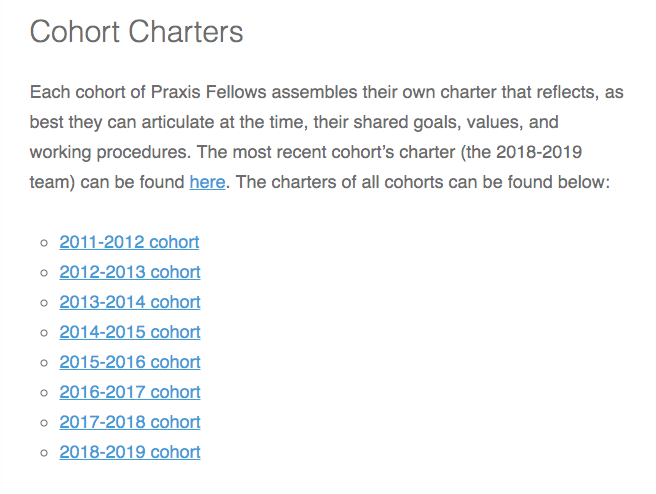 Cohort Charters
Each cohort of Praxis Fellows assembles their own charter that reflects, as
best they can articulate at the time, their shared goals, values, and
working procedures. The most recent cohort’s charter (the 2018-2019
team) can be found here. The charters of all cohorts can be found below:
2011-2012 cohort
2012-2013 cohort
2013-2014 cohort
2014-2015 cohort
2015-2016 cohort
2016-2017 cohort
2017-2018 cohort
2018-2019 cohort